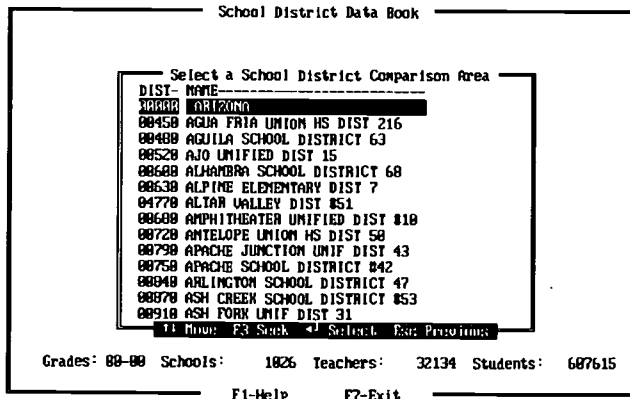 School District Data Book
Select a School District Comparison Area
DIST- NAME-------------------------
00000 ARIZONA
00450 AGUA FRIA UNION HS DIST 216
00480 AGUILA SCHOOL DISTRICT 63
00520 AJO UNIFIED DIST 15
00600 ALHAMBRA SCHOOL DISTRICT 68
00630 ALPINE ELEMENTARY DIST 7
04770 ALTAR VALLEY DIST #51
00680 AMPHITHEATER UNIFIED DIST #10
00720 ANTELOPE UNION HS DIST 50
00790 APACHE JUNCTION UNIF DIST 43
00750 APACHE SCHOOL DISTRICT #42
00840 ARLINGTON SCHOOL DISTRICT 47
00870 ASH CREEK SCHOOL DISTRICT #53
00910 ASH FORK UNIF DIST 31
↑↓ Move F3 Seek ↵ Select Esc Previous
Grades: 00-00 Schools: 1026 Teachers: 32134 Students: 607615
F1-Help F7-Exit